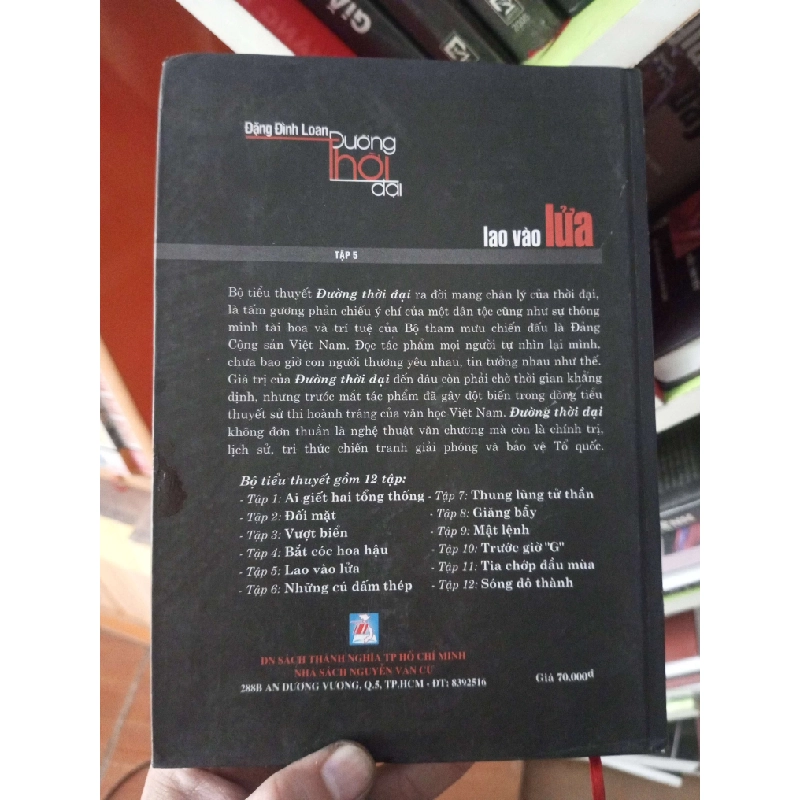 Đặng Đình Loan
Đường
Thời
đại
lao vào lửa
TẬP 5
Bộ tiểu thuyết Đường thời đại ra đời mang chân lý của thời đại,
là tấm gương phản chiếu ý chí của một dân tộc cũng như sự thông
minh tài hoa và trí tuệ của Bộ tham mưu chiến đấu là Đảng
Cộng sản Việt Nam. Đọc tác phẩm mọi người tự nhìn lại mình,
chưa bao giờ con người thương yêu nhau, tin tưởng nhau như thế.
Giá trị của Đường thời đại đến đâu còn phải chờ thời gian khẳng
định, nhưng trước mắt tác phẩm đã gây đột biến trong dòng tiểu
thuyết sử thi hoành tráng của văn học Việt Nam. Đường thời đại
không đơn thuần là nghệ thuật văn chương mà còn là chính trị,
lịch sử, tri thức chiến tranh giải phóng và bảo vệ Tổ quốc.
Bộ tiểu thuyết gồm 12 tập:
- Tập 1: Ai giết hai tổng thống
- Tập 2: Đối mặt
- Tập 3: Vượt biển
- Tập 4: Bắt cóc hoa hậu
- Tập 5: Lao vào lửa
- Tập 6: Những cú đấm thép
- Tập 7: Thung lũng tử thần
- Tập 8: Giăng bẫy
- Tập 9: Mật lệnh
- Tập 10: Trước giờ "G"
- Tập 11: Tia chớp đầu mùa
- Tập 12: Sóng đô thành
DN SÁCH THÀNH NGHĨA TP HỒ CHÍ MINH
NHÀ SÁCH NGUYỄN VĂN CỪ
288B AN DƯƠNG VƯƠNG, Q.5, TP.HCM - ĐT: 8392516
Giá 70.000đ